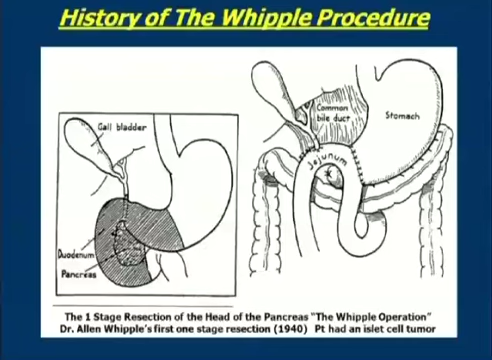 History of The Whipple Procedure
Gall bladder
Duodenum
Pancreas
Common
bile duct
Stomach
Jejunum
The 1 Stage Resection of the Head of the Pancreas "The Whipple Operation"
Dr. Allen Whipple's first one stage resection (1940) Pt had an islet cell tumor